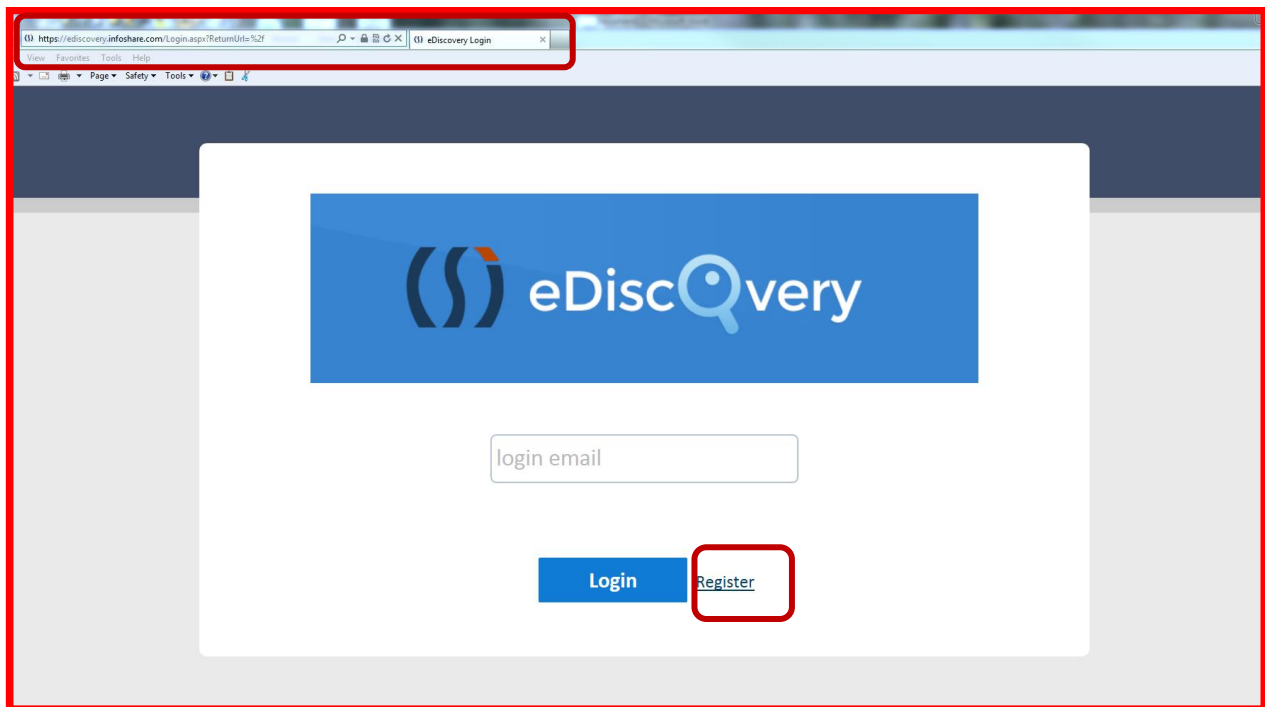 https://ediscovery.infoshare.com/Login.aspx?ReturnUrl=%2f
eDiscovery Login
View Favorites Tools Help
Page Safety Tools
eDiscovery
login email
Login Register